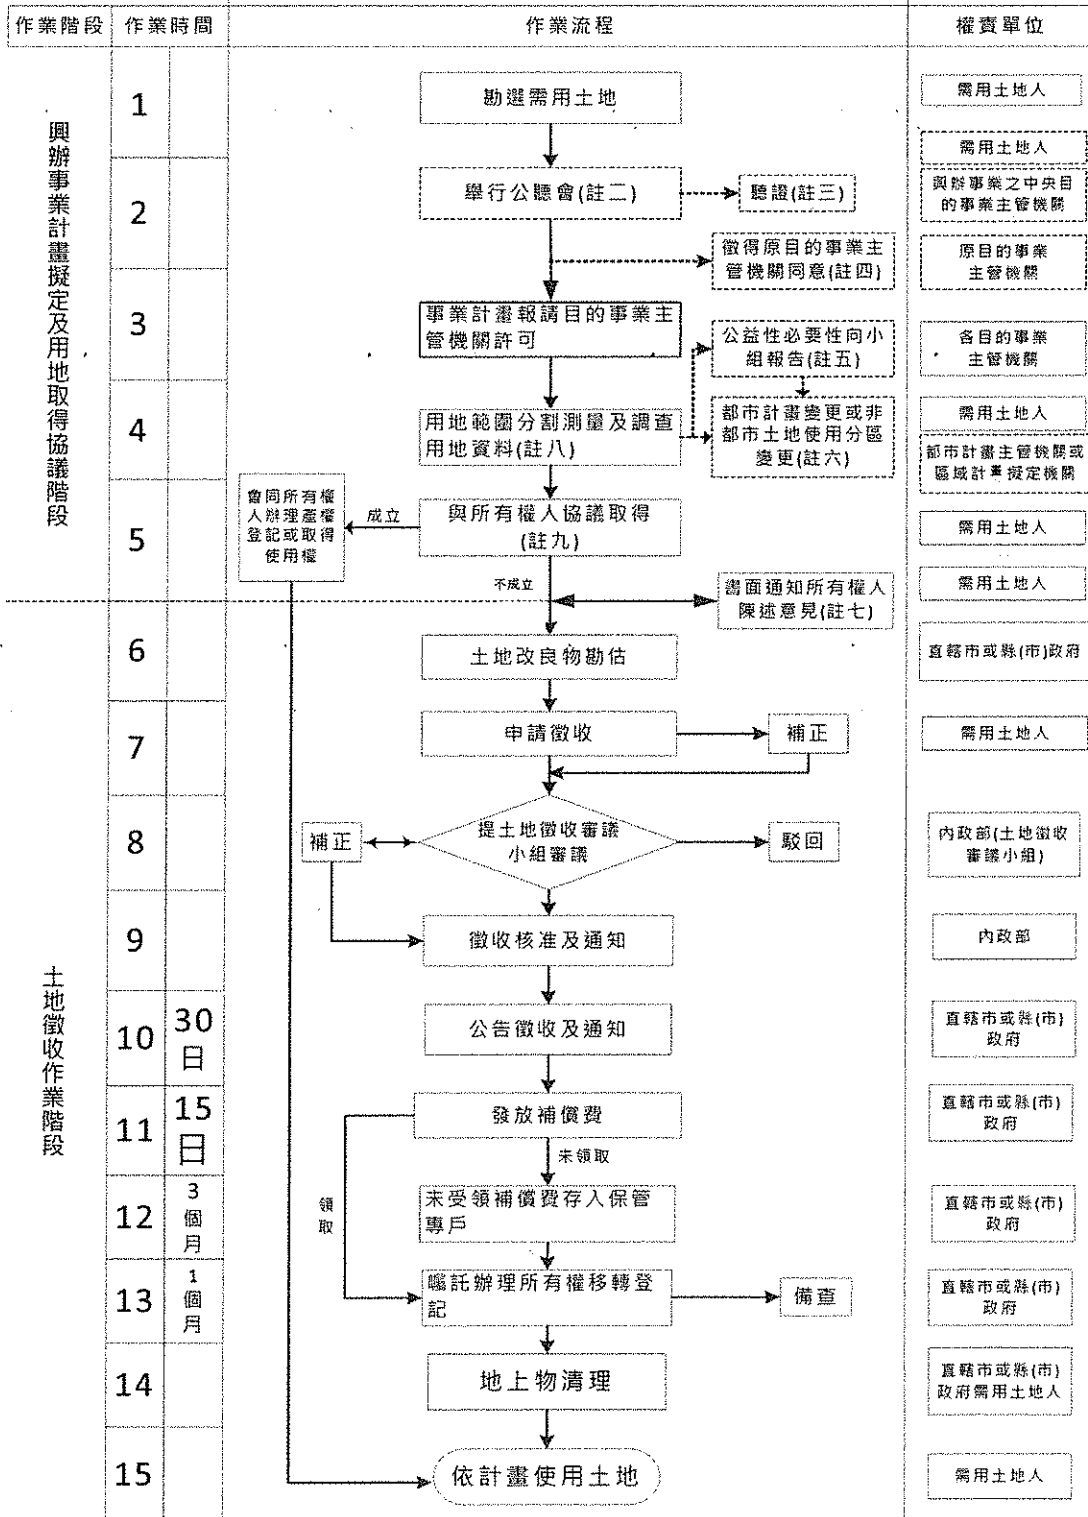 作業階段
作業時間
作業流程
權責單位
興辦事業計畫擬定及用地取得協議階段
1
勘選需用土地
需用土地人
2
舉行公聽會(註二)
聽證(註三)
需用土地人
興辦事業之中央目
的事業主管機關
徵得原目的事業主
管機關同意(註四)
原目的事業
主管機關
3
事業計畫報請目的事業主
管機關許可
公益性必要性向小
組報告(註五)
各目的事業
主管機關
4
用地範圍分割測量及調查
用地資料(註八)
都市計畫變更或非
都市土地使用分區
變更(註六)
需用土地人
都市計畫主管機關或
區域計畫擬定機關
5
會同所有權
人辦理產權
登記或取得
使用權
成立
與所有權人協議取得
(註九)
需用土地人
不成立
書面通知所有權人
陳述意見(註七)
需用土地人
土地徵收作業階段
6
土地改良物勘估
直轄市或縣(市)政府
7
申請徵收
補正
需用土地人
8
補正
提土地徵收審議
小組審議
駁回
內政部(土地徵收
審議小組)
9
徵收核准及通知
內政部
10
30
日
公告徵收及通知
直轄市或縣(市)
政府
11
15
日
發放補償費
直轄市或縣(市)
政府
未領取
領取
12
3
個
月
未受領補償費存入保管
專戶
直轄市或縣(市)
政府
13
1
個
月
囑託辦理所有權移轉登
記
備查
直轄市或縣(市)
政府
14
地上物清理
直轄市或縣(市)
政府需用土地人
15
依計畫使用土地
需用土地人